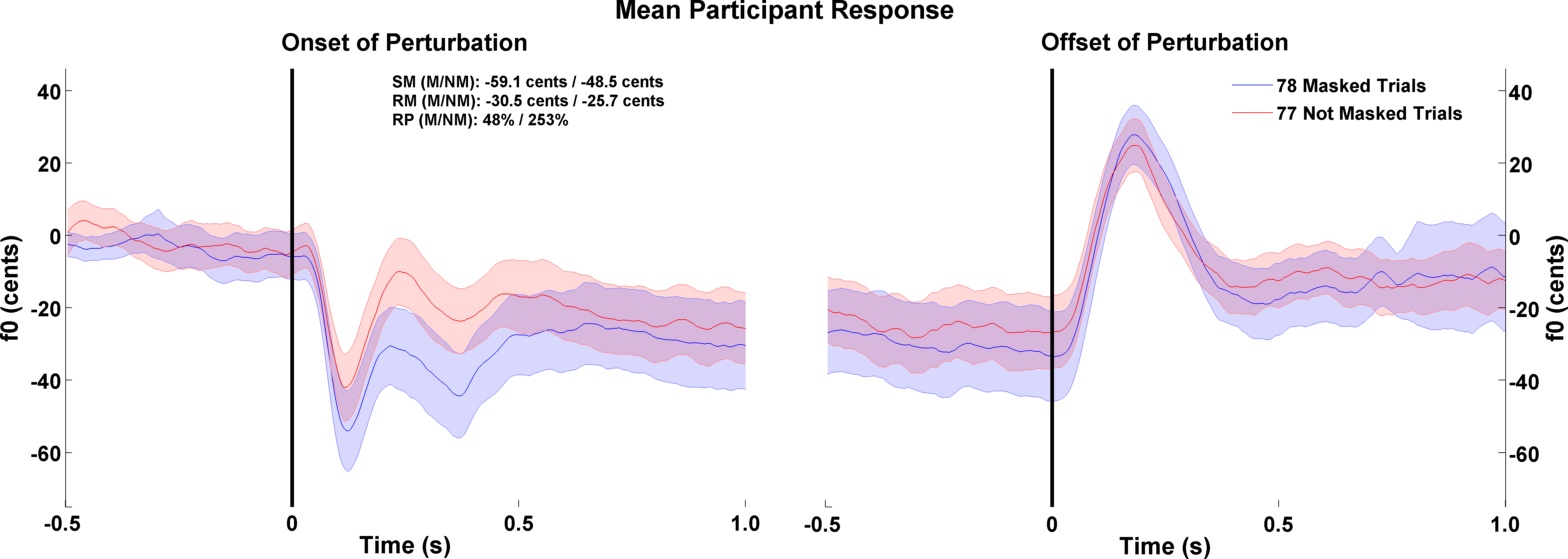 Mean Participant Response
Onset of Perturbation
SM (M/NM): -59.1 cents / -48.5 cents
RM (M/NM): -30.5 cents / -25.7 cents
RP (M/NM): 48% / 253%
f0 (cents)
40
20
0
-20
-40
-60
-0.5
0
0.5
1.0
Time (s)
Offset of Perturbation
78 Masked Trials
77 Not Masked Trials
40
20
0
-20
-40
-60
f0 (cents)
-0.5
0
0.5
1.0
Time (s)